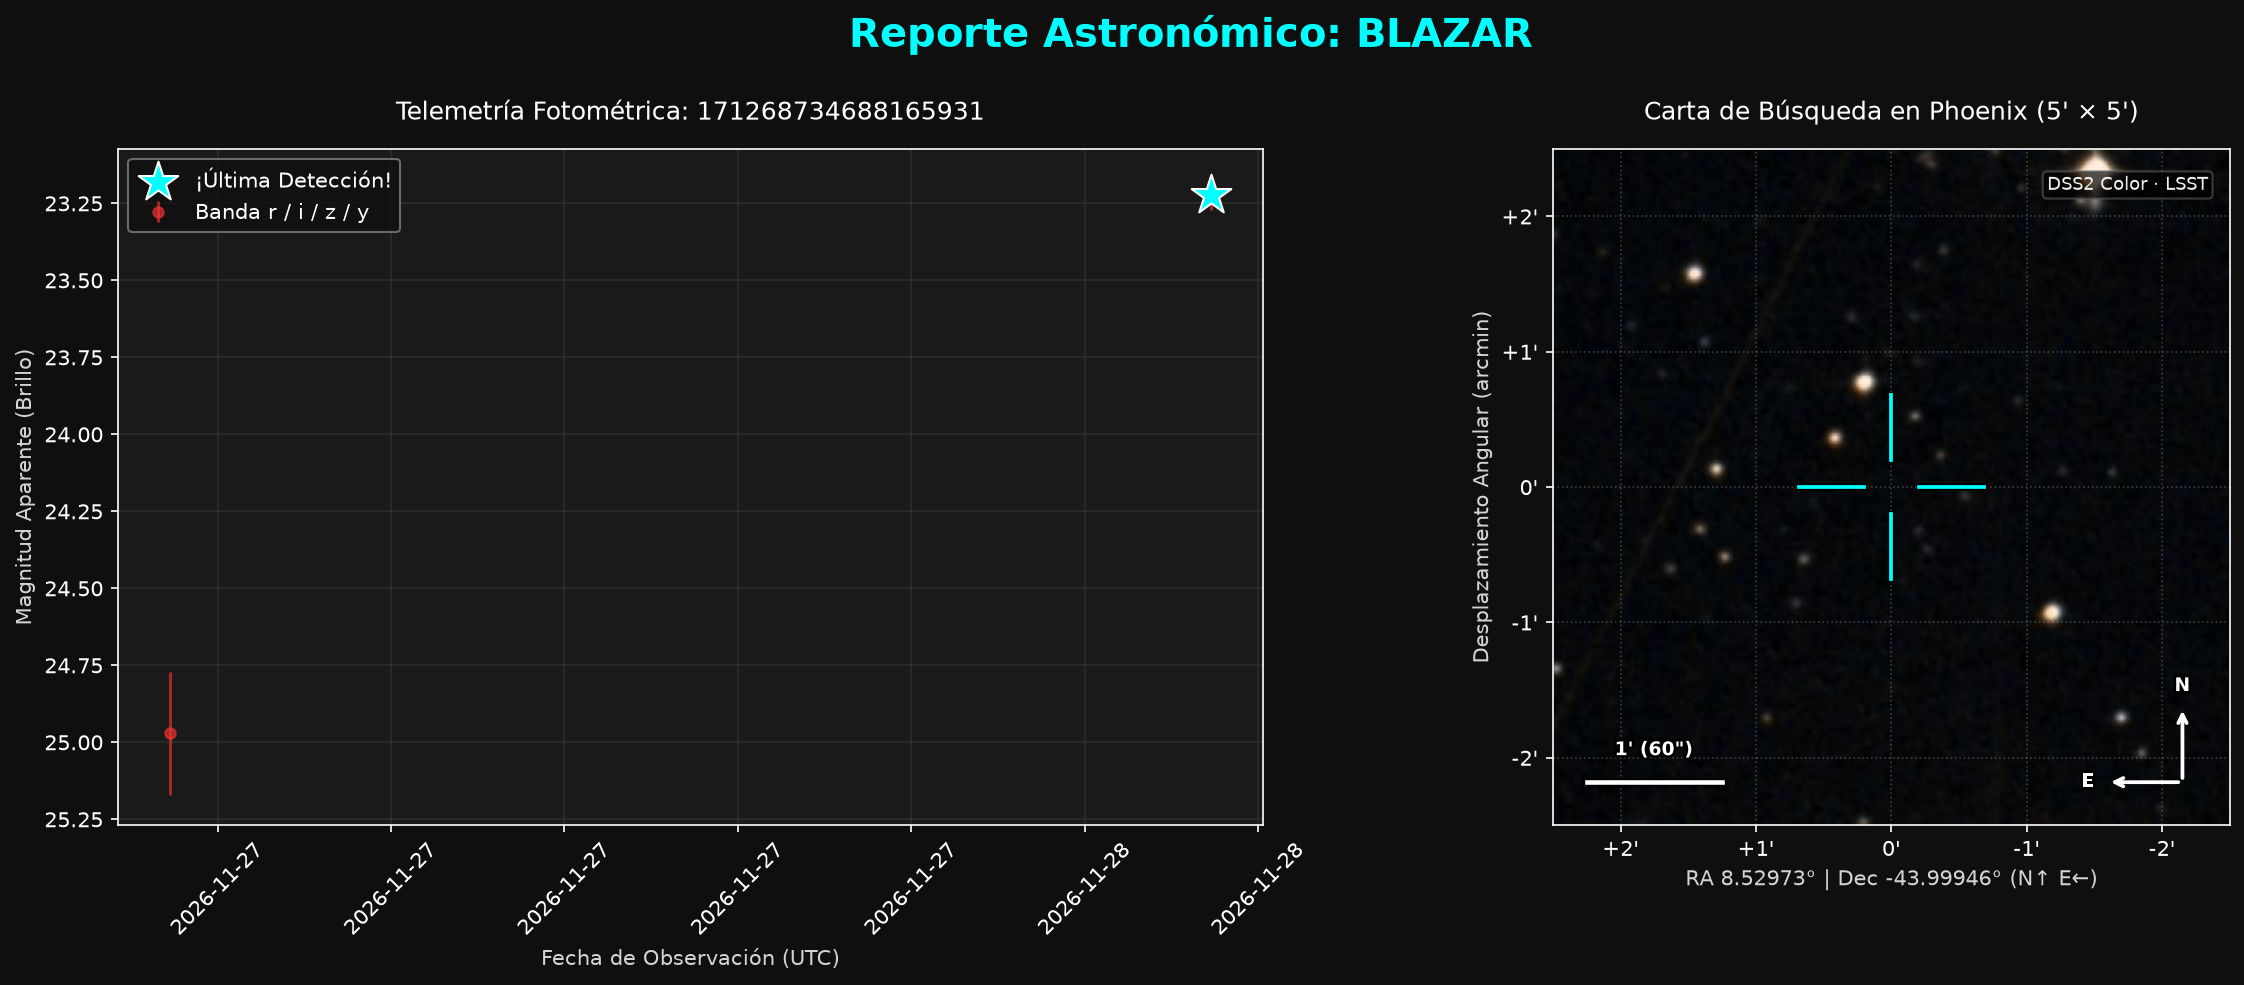 Reporte Astronómico: BLAZAR
Telemetría Fotométrica: 171268734688165931
¡Última Detección!
Banda r / i / z / y
Magnitud Aparente (Brillo)
23.25
23.50
23.75
24.00
24.25
24.50
24.75
25.00
25.25
2026-11-27
2026-11-27
2026-11-27
2026-11-27
2026-11-27
2026-11-28
2026-11-28
Fecha de Observación (UTC)
Carta de Búsqueda en Phoenix (5' × 5')
DSS2 Color · LSST
Desplazamiento Angular (arcmin)
+2'
+1'
0'
-1'
-2'
N
E
1' (60")
+2'
+1'
0'
-1'
-2'
RA 8.52973° | Dec -43.99946° (N↑ E←)